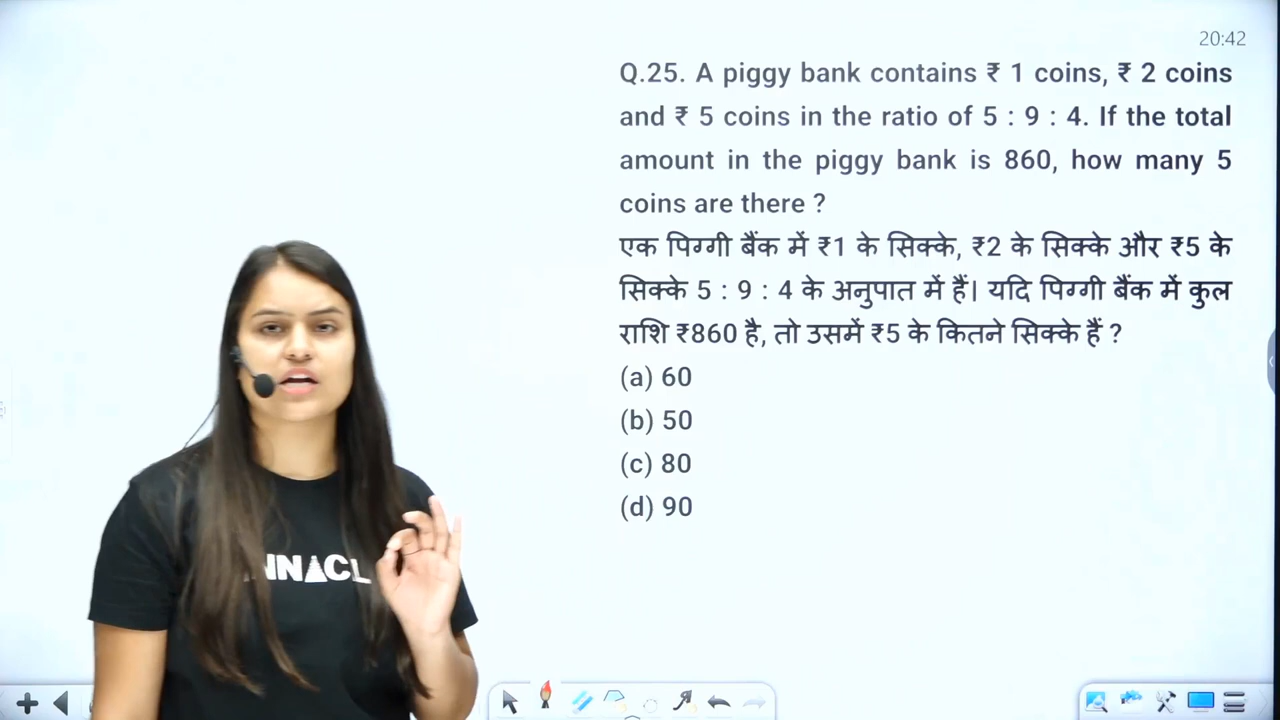 20:42
Q.25. A piggy bank contains ₹ 1 coins, ₹ 2 coins
and ₹ 5 coins in the ratio of 5 : 9 : 4. If the total
amount in the piggy bank is 860, how many 5
coins are there ?
एक पिग्गी बैंक में ₹1 के सिक्के, ₹2 के सिक्के और ₹5 के
सिक्के 5 : 9 : 4 के अनुपात में हैं। यदि पिग्गी बैंक में कुल
राशि ₹860 है, तो उसमें ₹5 के कितने सिक्के हैं ?
(a) 60
(b) 50
(c) 80
(d) 90
NNACL